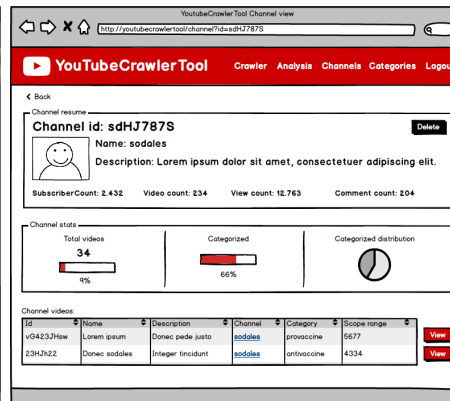 YoutubeCrawlerTool Channel view
http://youtubecrawlertool/channel?id=sdHJ787S
YouTubeCrawlerTool Crawler Analysis Channels Categories Logou
Back
Channel resume
Channel id: sdHJ787S
Delete
Name: sodales
Description: Lorem ipsum dolor sit amet, consectetuer adipiscing elit.
SubscriberCount: 2.432 Video count: 234 View count: 12.763 Comment count: 204
Channel stats
Total videos Categorized Categorized distribution
34
9% 66%
Channel videos:
Id Name Description Channel Category Scope range
vG423JHsw Lorem ipsum Donec pede justo sodales provaccine 5677 View
23HJh22 Donec sodales Integer tincidunt sodales antivaccine 4334 View